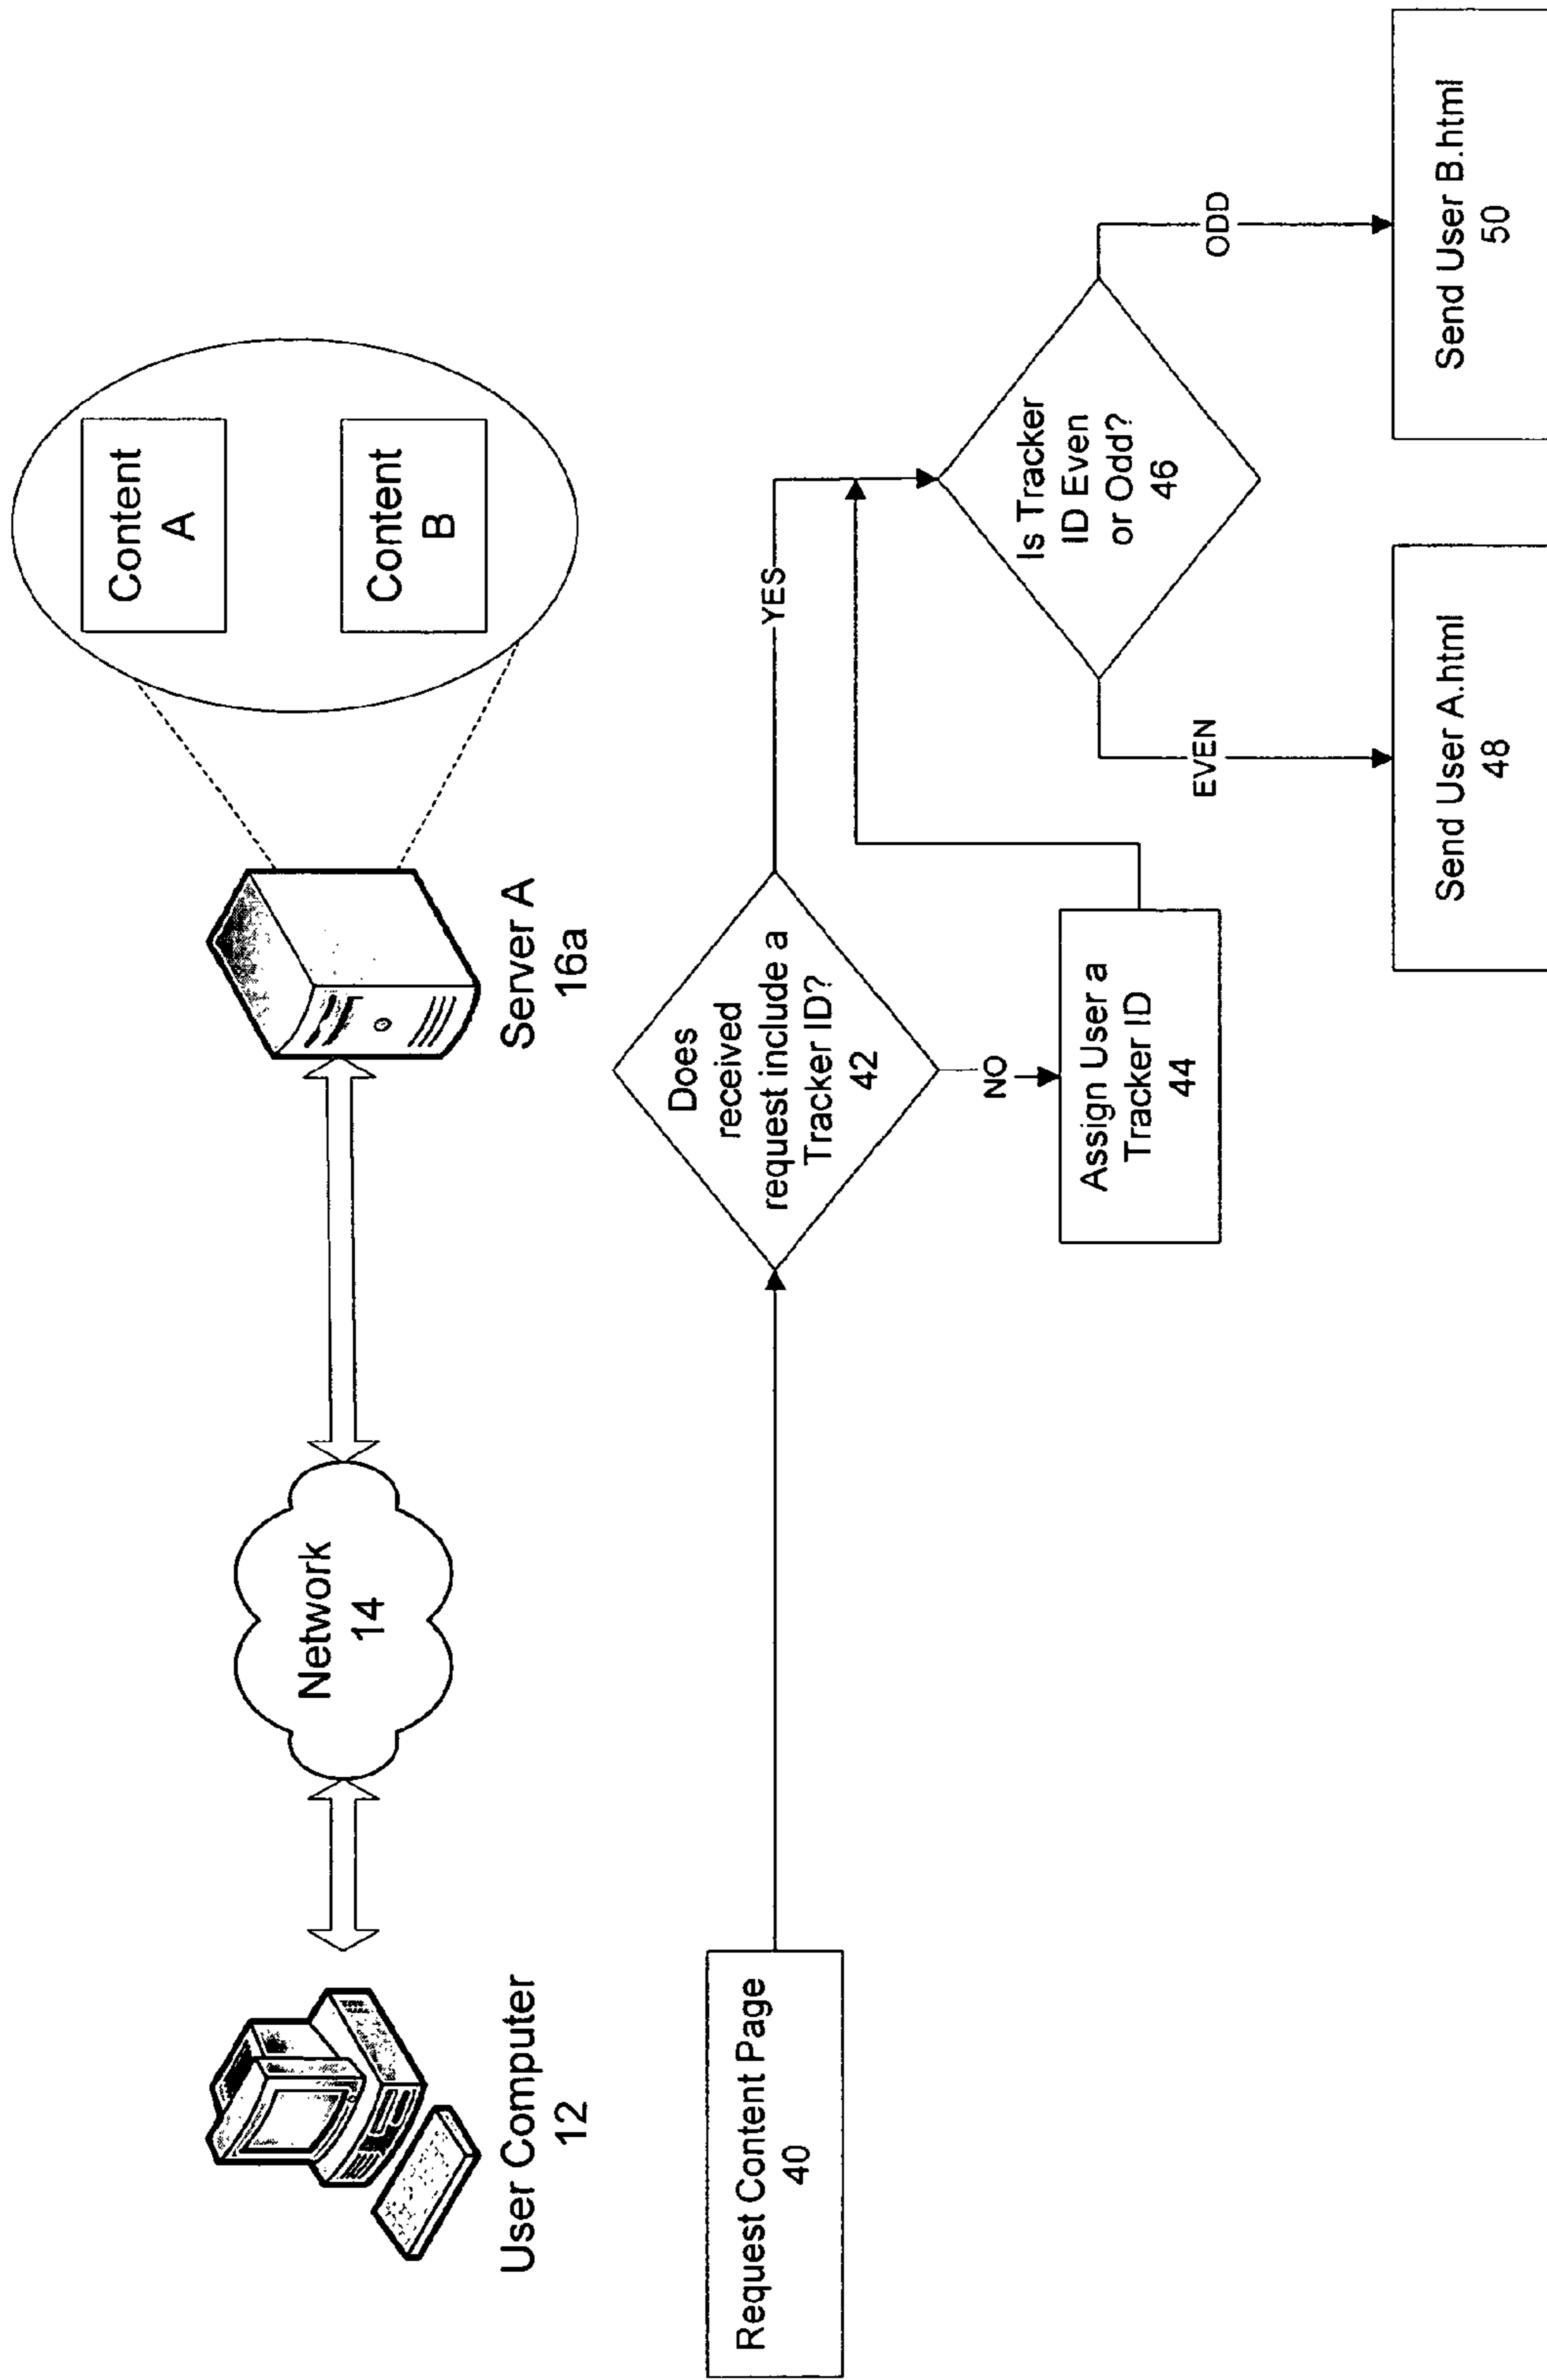 User Computer
12
Network
14
Server A
16a
Content
A
Content
B
Request Content Page
40
Does
received
request include a
Tracker ID?
42
YES
NO
Assign User a
Tracker ID
44
Is Tracker
ID Even
or Odd?
46
EVEN
ODD
Send User A.html
48
Send User B.html
50